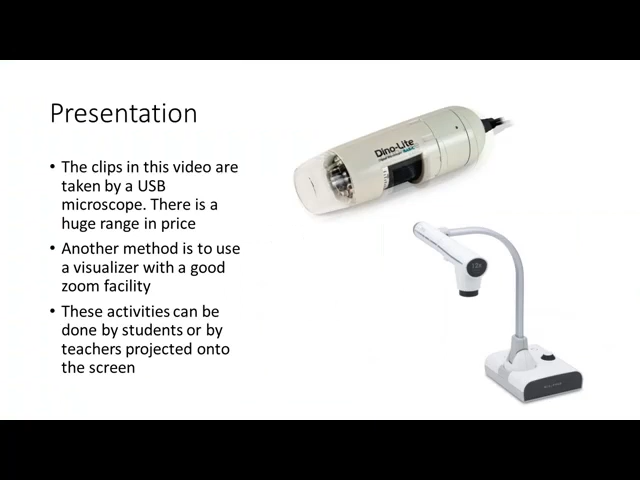 Presentation
• The clips in this video are
taken by a USB
microscope. There is a
huge range in price
• Another method is to use
a visualizer with a good
zoom facility
• These activities can be
done by students or by
teachers projected onto
the screen
Dino-Lite